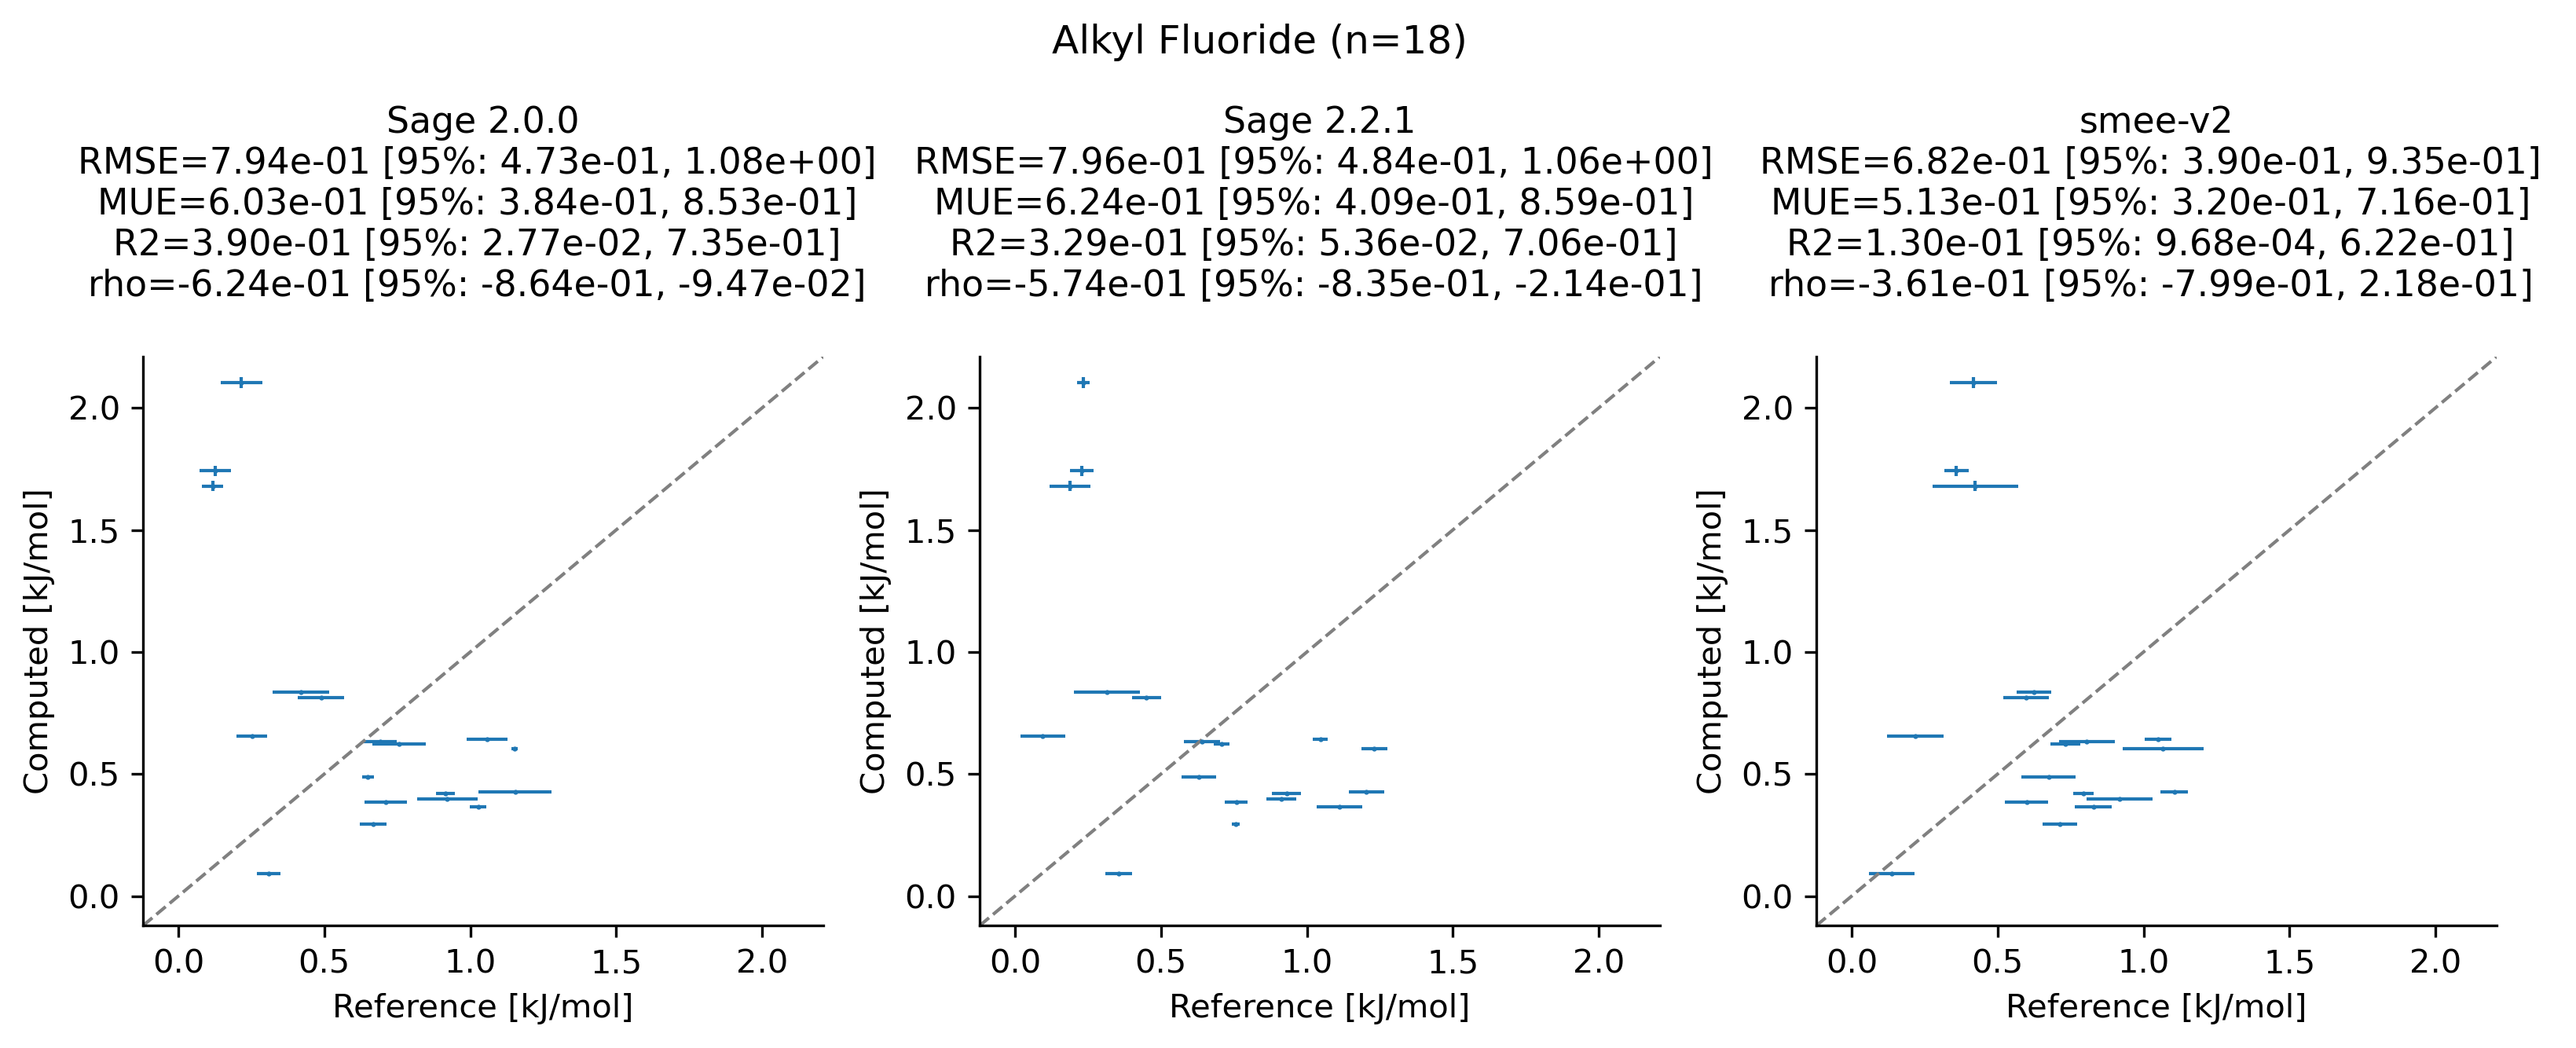 Alkyl Fluoride (n=18)
Sage 2.0.0
RMSE=7.94e-01 [95%: 4.73e-01, 1.08e+00]
MUE=6.03e-01 [95%: 3.84e-01, 8.53e-01]
R2=3.90e-01 [95%: 2.77e-02, 7.35e-01]
rho=-6.24e-01 [95%: -8.64e-01, -9.47e-02]
Computed [kJ/mol]
2.0
1.5
1.0
0.5
0.0
0.0 0.5 1.0 1.5 2.0
Reference [kJ/mol]
Sage 2.2.1
RMSE=7.96e-01 [95%: 4.84e-01, 1.06e+00]
MUE=6.24e-01 [95%: 4.09e-01, 8.59e-01]
R2=3.29e-01 [95%: 5.36e-02, 7.06e-01]
rho=-5.74e-01 [95%: -8.35e-01, -2.14e-01]
Computed [kJ/mol]
2.0
1.5
1.0
0.5
0.0
0.0 0.5 1.0 1.5 2.0
Reference [kJ/mol]
smee-v2
RMSE=6.82e-01 [95%: 3.90e-01, 9.35e-01]
MUE=5.13e-01 [95%: 3.20e-01, 7.16e-01]
R2=1.30e-01 [95%: 9.68e-04, 6.22e-01]
rho=-3.61e-01 [95%: -7.99e-01, 2.18e-01]
Computed [kJ/mol]
2.0
1.5
1.0
0.5
0.0
0.0 0.5 1.0 1.5 2.0
Reference [kJ/mol]